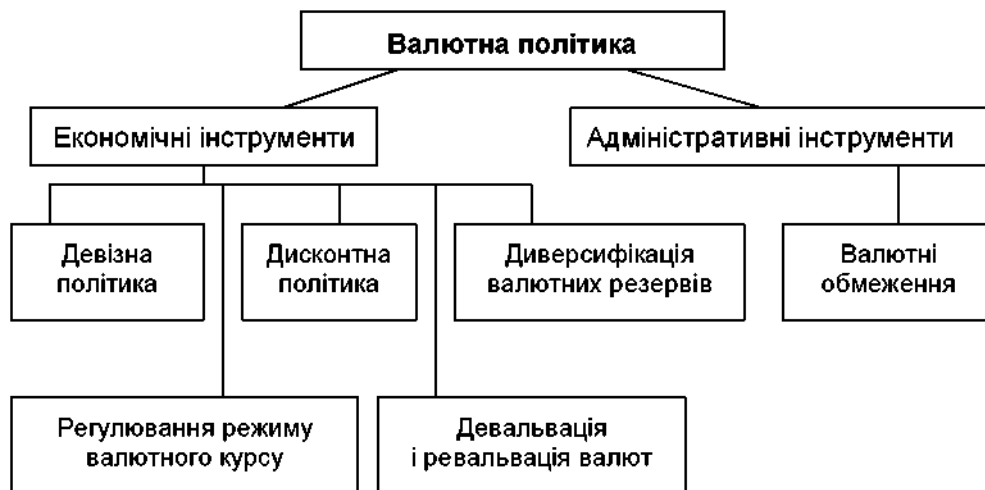 Валютна політика
Економічні інструменти
Адміністративні інструменти
Девізна
політика
Дисконтна
політика
Диверсифікація
валютних резервів
Валютні
обмеження
Регулювання режиму
валютного курсу
Девальвація
і ревальвація валют